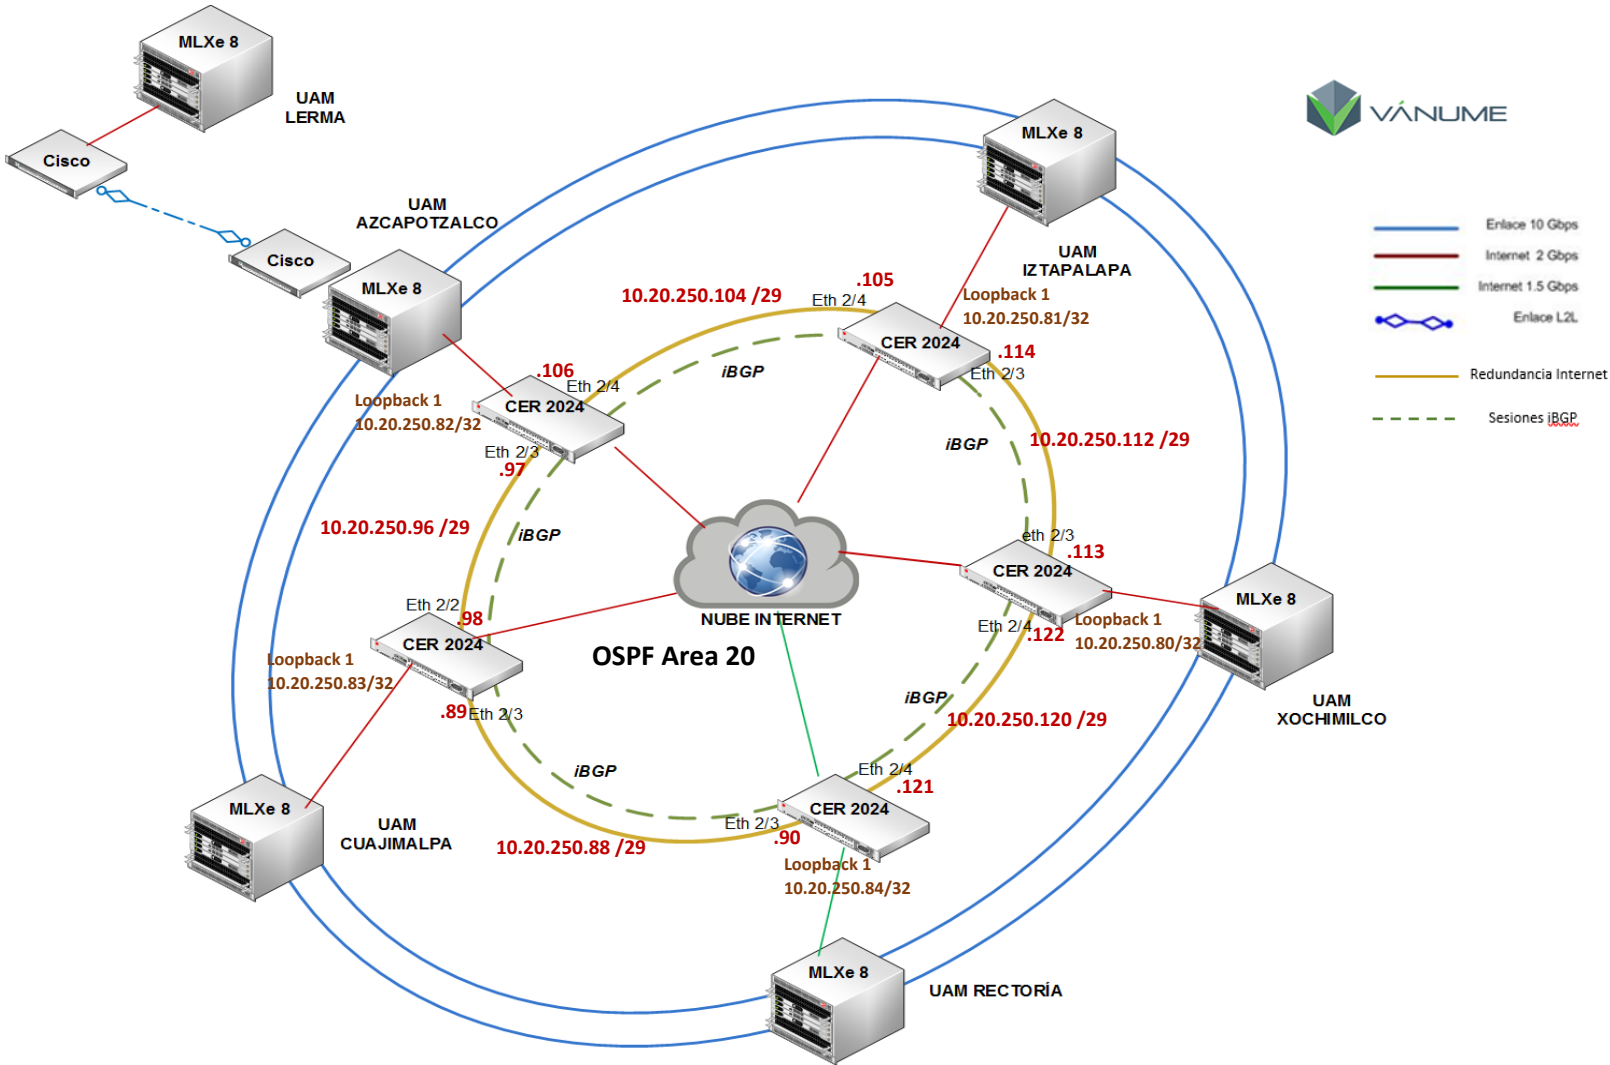 MLXe 8
UAM
LERMA
Cisco
UAM
AZCAPOTZALCO
Cisco
MLXe 8
MLXe 8
UAM
IZTAPALAPA
VÁNUME
Enlace 10 Gbps
Internet 2 Gbps
Internet 1.5 Gbps
Enlace L2L
Redundancia Internet
Sesiones iBGP
10.20.250.104 /29
.105
Eth 2/4
Loopback 1
10.20.250.81/32
CER 2024
.114
Eth 2/3
iBGP
.106
Eth 2/4
Loopback 1
10.20.250.82/32
CER 2024
Eth 2/3
.97
iBGP
10.20.250.112 /29
10.20.250.96 /29
iBGP
eth 2/3
.113
CER 2024
MLXe 8
NUBE INTERNET
Eth 2/4
.122
Loopback 1
10.20.250.80/32
Eth 2/2
.98
CER 2024
Loopback 1
10.20.250.83/32
OSPF Area 20
.89
Eth 2/3
iBGP
10.20.250.120 /29
UAM
XOCHIMILCO
iBGP
Eth 2/4
.121
CER 2024
Eth 2/3
.90
10.20.250.88 /29
Loopback 1
10.20.250.84/32
MLXe 8
UAM
CUAJIMALPA
MLXe 8
UAM RECTORÍA